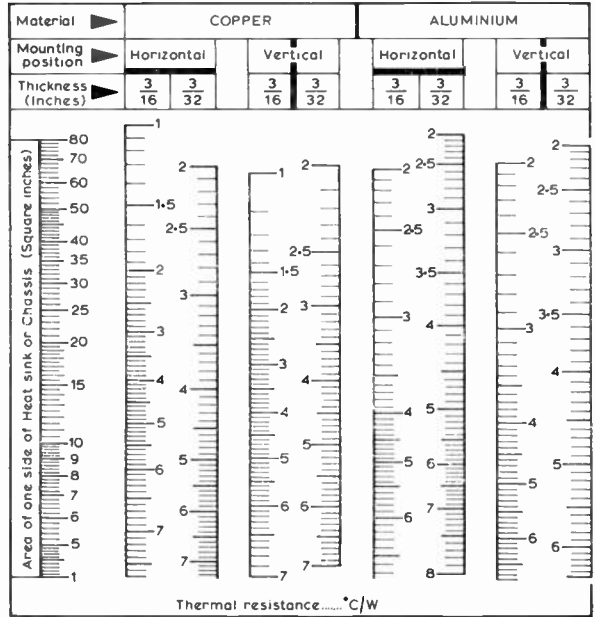 Material COPPER ALUMINIUM
Mounting position Horizontal Vertical Horizontal Vertical
Thickness (Inches) 3/16 3/32 3/16 3/32 3/16 3/32 3/16 3/32
Area of one side of Heat sink or Chassis (Square inches)
80 70 60 50 40 35 30 25 20 15 10 9 8 7 6 5 1
1 1·5 2 3 4 5 6 7
2 2·5 3 4 5 6 7
1 1·5 2 3 4 5 6 7
2 2·5 3 4 5 6 7
2 2·5 3 4 5 6
2 2·5 3 3·5 4 5 6 7 8
2 2·5 3 4 5 6
2 2·5 3 3·5 4 5 6
Thermal resistance......°C/W